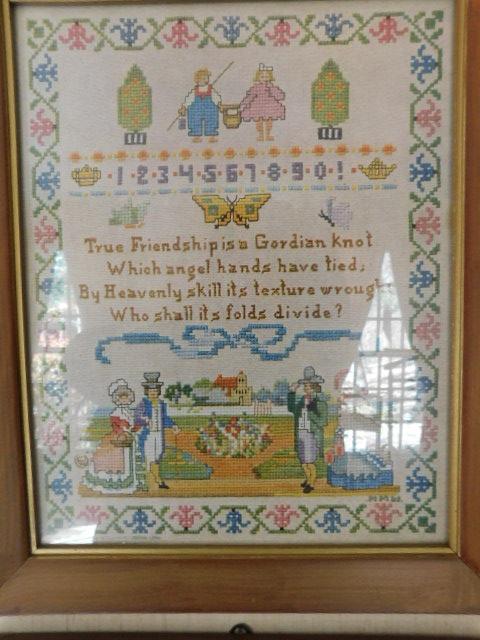 1·2·3·4·5·6·7·8·9·0·!
True Friendship is a Gordian knot
Which angel hands have tied;
By Heavenly skill its texture wrought
Who shall its folds divide?